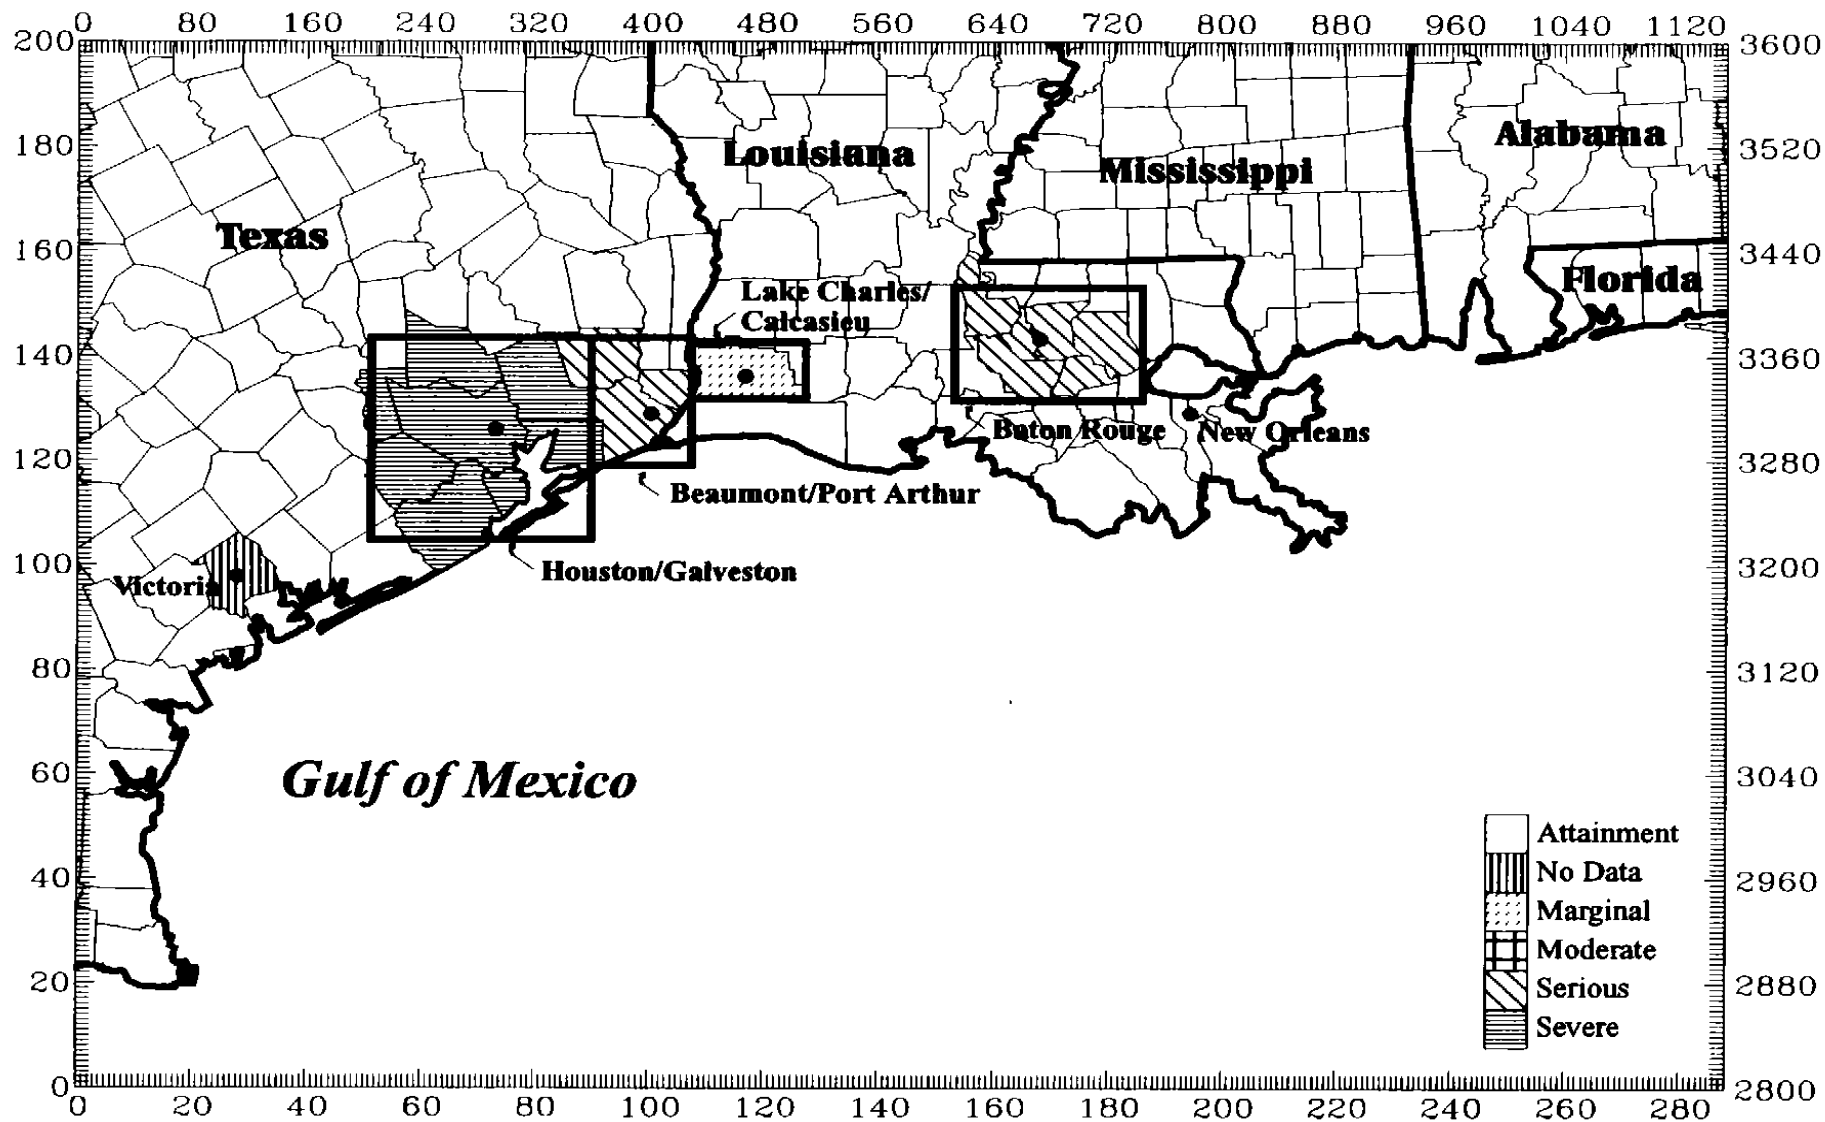 0 80 160 240 320 400 480 560 640 720 800 880 960 1040 1120
200 3600
180 Louisiana Mississippi Alabama 3520
160 Texas Florida 3440
Lake Charles/
Calcasieu
140 3360
Baton Rouge New Orleans
120 3280
Beaumont/Port Arthur
Houston/Galveston
100 3200
Victoria
80 3120
60 Gulf of Mexico 3040
Attainment
40 No Data 2960
Marginal
Moderate
20 Serious 2880
Severe
0 2800
0 20 40 60 80 100 120 140 160 180 200 220 240 260 280